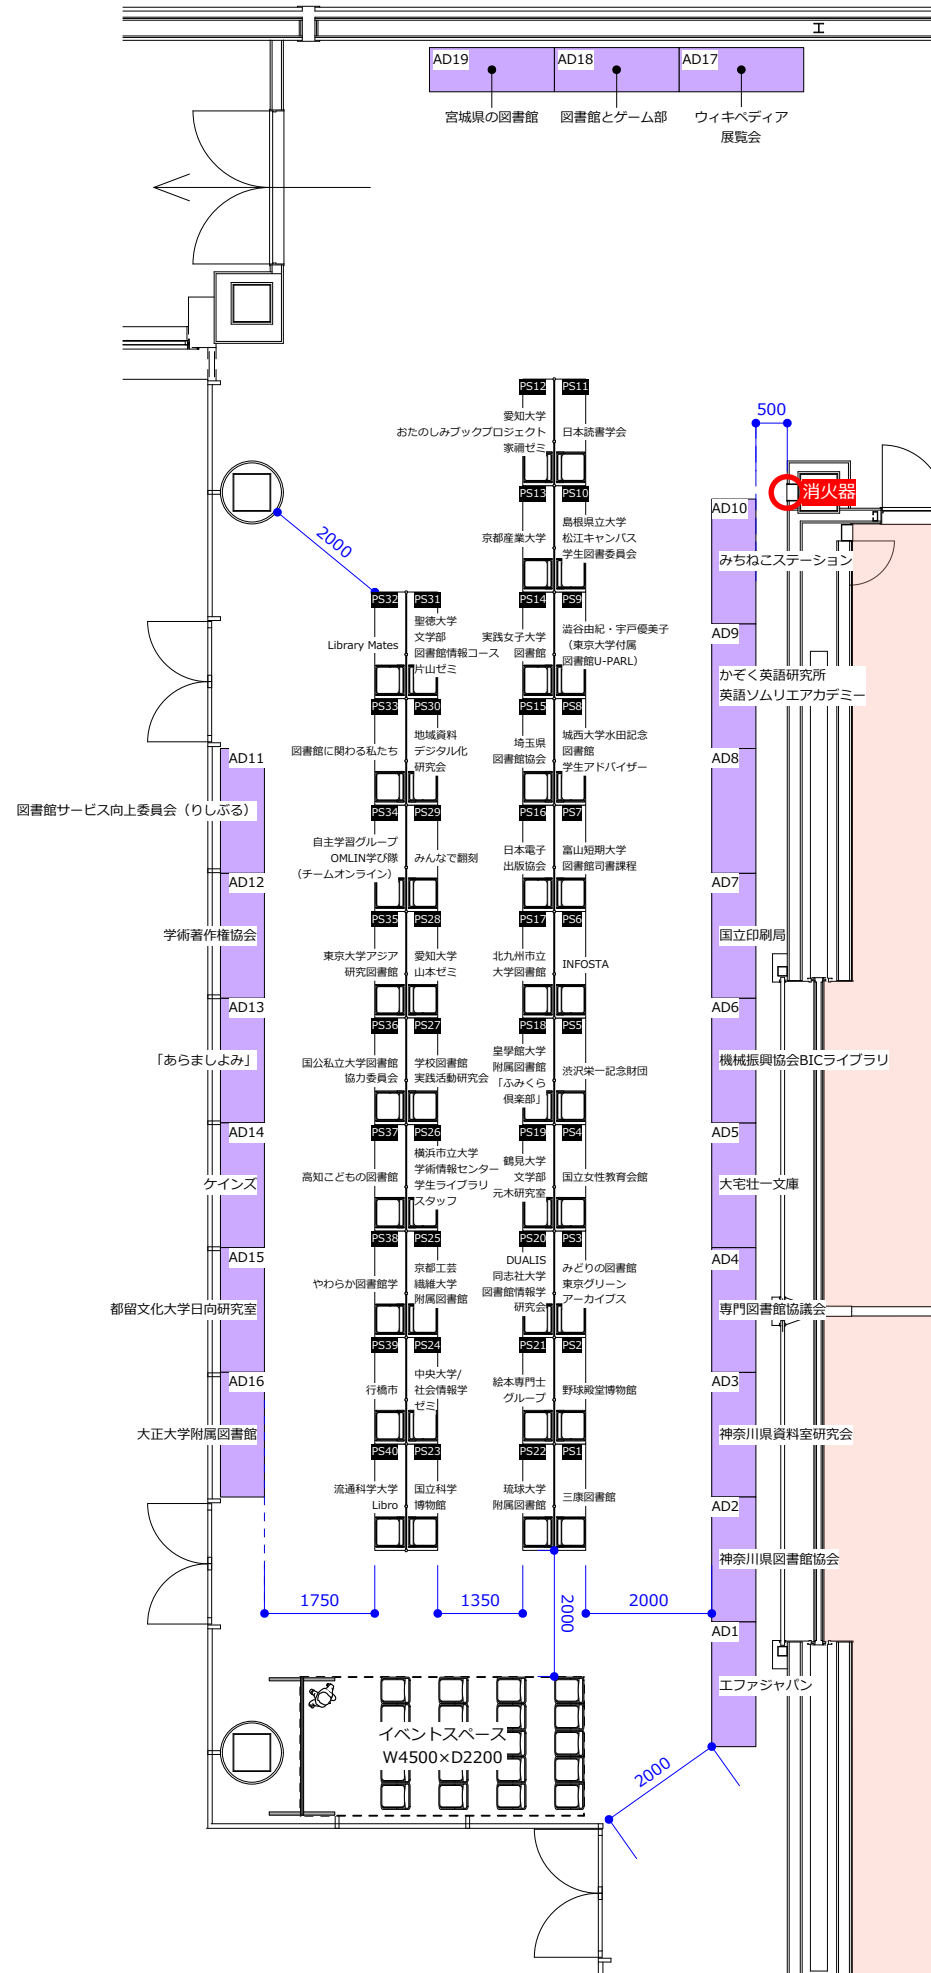 AD19
AD18
AD17
宮城県の図書館
図書館とゲーム部
ウィキペディア
展覧会
PS12
PS11
愛知大学
おたのしみブックプロジェクト
家禰ゼミ
日本読書学会
500
消火器
PS13
PS10
京都産業大学
島根県立大学
松江キャンパス
学生図書委員会
AD10
みちねこステーション
2000
PS32
PS31
Library Mates
聖徳大学
文学部
図書館情報コース
片山ゼミ
PS14
PS9
実践女子大学
図書館
澁谷由紀・宇戸優美子
（東京大学付属
図書館U-PARL）
AD9
かぞく英語研究所
英語ソムリエアカデミー
PS33
PS30
図書館に関わる私たち
地域資料
デジタル化
研究会
PS15
PS8
埼玉県
図書館協会
城西大学水田記念
図書館
学生アドバイザー
AD8
AD11
図書館サービス向上委員会（りしぶる）
PS34
PS29
自主学習グループ
OMLIN学び隊
（チームオンライン）
みんなで翻刻
PS16
PS7
日本電子
出版協会
富山短期大学
図書館司書課程
AD12
学術著作権協会
PS35
PS28
東京大学アジア
研究図書館
愛知大学
山本ゼミ
PS17
PS6
北九州市立
大学図書館
INFOSTA
AD7
国立印刷局
AD13
「あらましよみ」
PS36
PS27
国公私立大学図書館
協力委員会
学校図書館
実践活動研究会
PS18
PS5
皇學館大学
附属図書館
「ふみくら
倶楽部」
渋沢栄一記念財団
AD6
機械振興協会BICライブラリ
AD14
ケインズ
PS37
PS26
高知こどもの図書館
横浜市立大学
学術情報センター
学生ライブラリ
スタッフ
PS19
PS4
鶴見大学
文学部
元木研究室
国立女性教育会館
AD5
大宅壮一文庫
AD15
都留文化大学日向研究室
PS38
PS25
やわらか図書館学
京都工芸
繊維大学
附属図書館
PS20
PS3
DUALIS
同志社大学
図書館情報学
研究会
みどりの図書館
東京グリーン
アーカイブス
AD4
専門図書館協議会
AD16
大正大学附属図書館
PS39
PS24
行橋市
中央大学/
社会情報学
ゼミ
PS21
PS2
絵本専門士
グループ
野球殿堂博物館
AD3
神奈川県資料室研究会
PS40
PS23
流通科学大学
Libro
国立科学
博物館
PS22
PS1
琉球大学
附属図書館
三康図書館
AD2
神奈川県図書館協会
1750
1350
2000
2000
AD1
エファジャパン
イベントスペース
W4500×D2200
2000